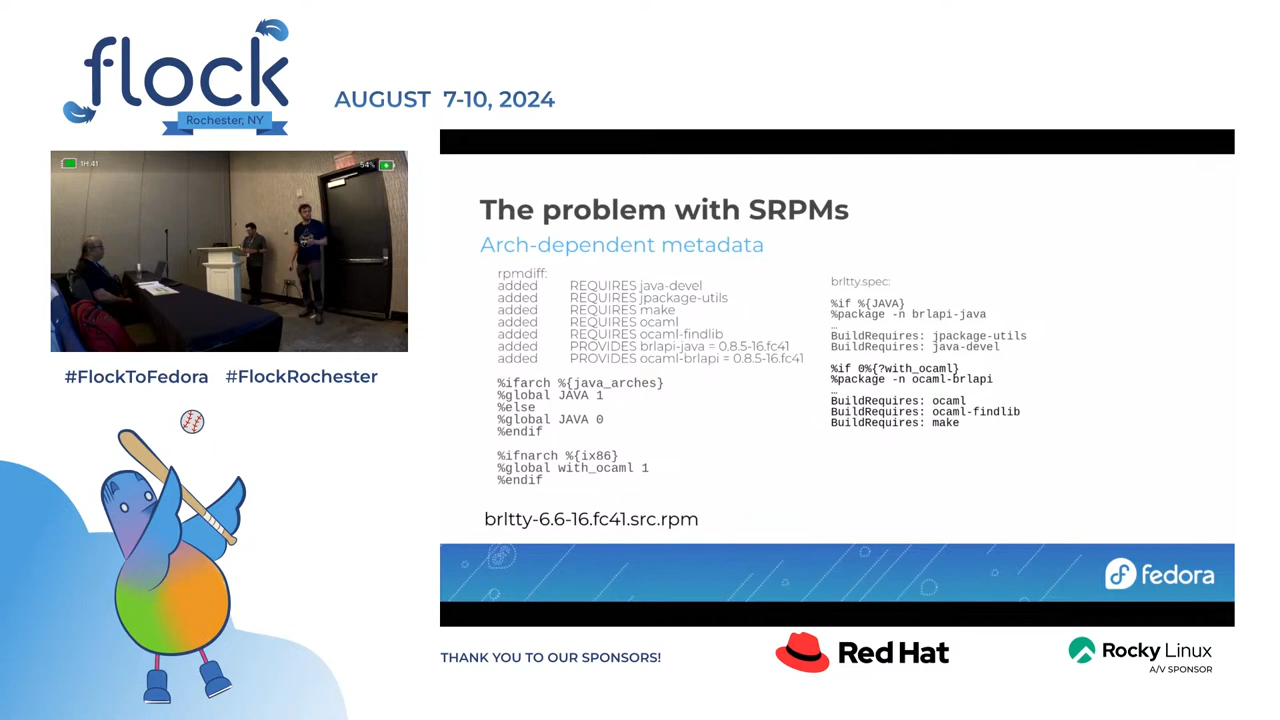 flock
Rochester, NY
AUGUST 7-10, 2024
1H:41
54%
#FlockToFedora #FlockRochester
The problem with SRPMs
Arch-dependent metadata
rpmdiff:
added REQUIRES java-devel
added REQUIRES jpackage-utils
added REQUIRES make
added REQUIRES ocaml
added REQUIRES ocaml-findlib
added PROVIDES brlapi-java = 0.8.5-16.fc41
added PROVIDES ocaml-brlapi = 0.8.5-16.fc41
%ifarch %{java_arches}
%global JAVA 1
%else
%global JAVA 0
%endif
%ifnarch %{ix86}
%global with_ocaml 1
%endif
brltty-6.6-16.fc41.src.rpm
brltty.spec:
%if %{JAVA}
%package -n brlapi-java
…
BuildRequires: jpackage-utils
BuildRequires: java-devel
%if 0%{?with_ocaml}
%package -n ocaml-brlapi
…
BuildRequires: ocaml
BuildRequires: ocaml-findlib
BuildRequires: make
fedora
THANK YOU TO OUR SPONSORS!
Red Hat
Rocky Linux
A/V SPONSOR